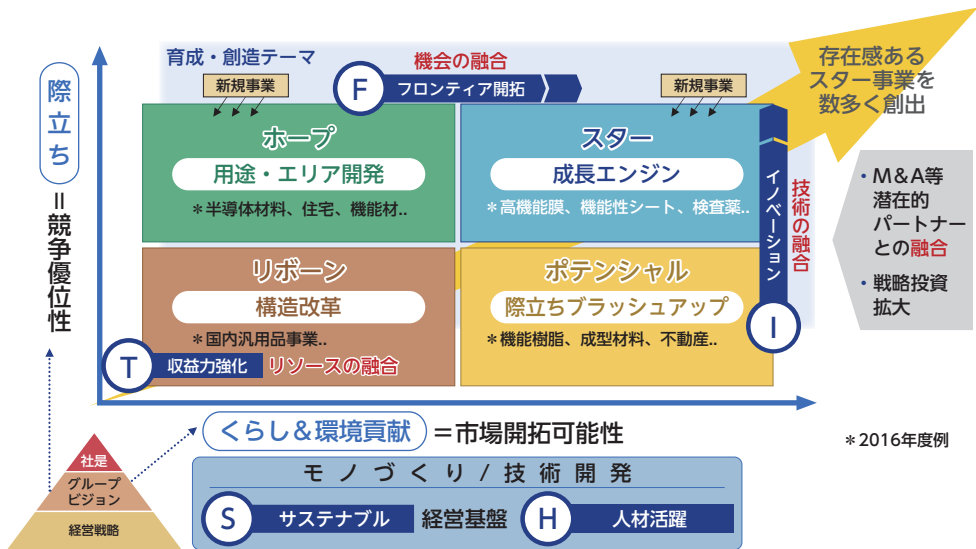 育成・創造テーマ
新規事業
機会の融合
F
フロンティア開拓
新規事業
存在感ある
スター事業を
数多く創出
際立ち
＝競争優位性
ホープ
用途・エリア開発
＊半導体材料、住宅、機能材..
スター
成長エンジン
＊高機能膜、機能性シート、検査薬..
リボーン
構造改革
＊国内汎用品事業..
T
収益力強化
リソースの融合
ポテンシャル
際立ちブラッシュアップ
＊機能樹脂、成型材料、不動産..
イノベーション
I
技術の融合
・M&A等
潜在的
パートナー
との融合
・戦略投資
拡大
くらし＆環境貢献
＝市場開拓可能性
＊2016年度例
社是
グループ
ビジョン
経営戦略
モノづくり/技術開発
S
サステナブル
経営基盤
H
人材活躍